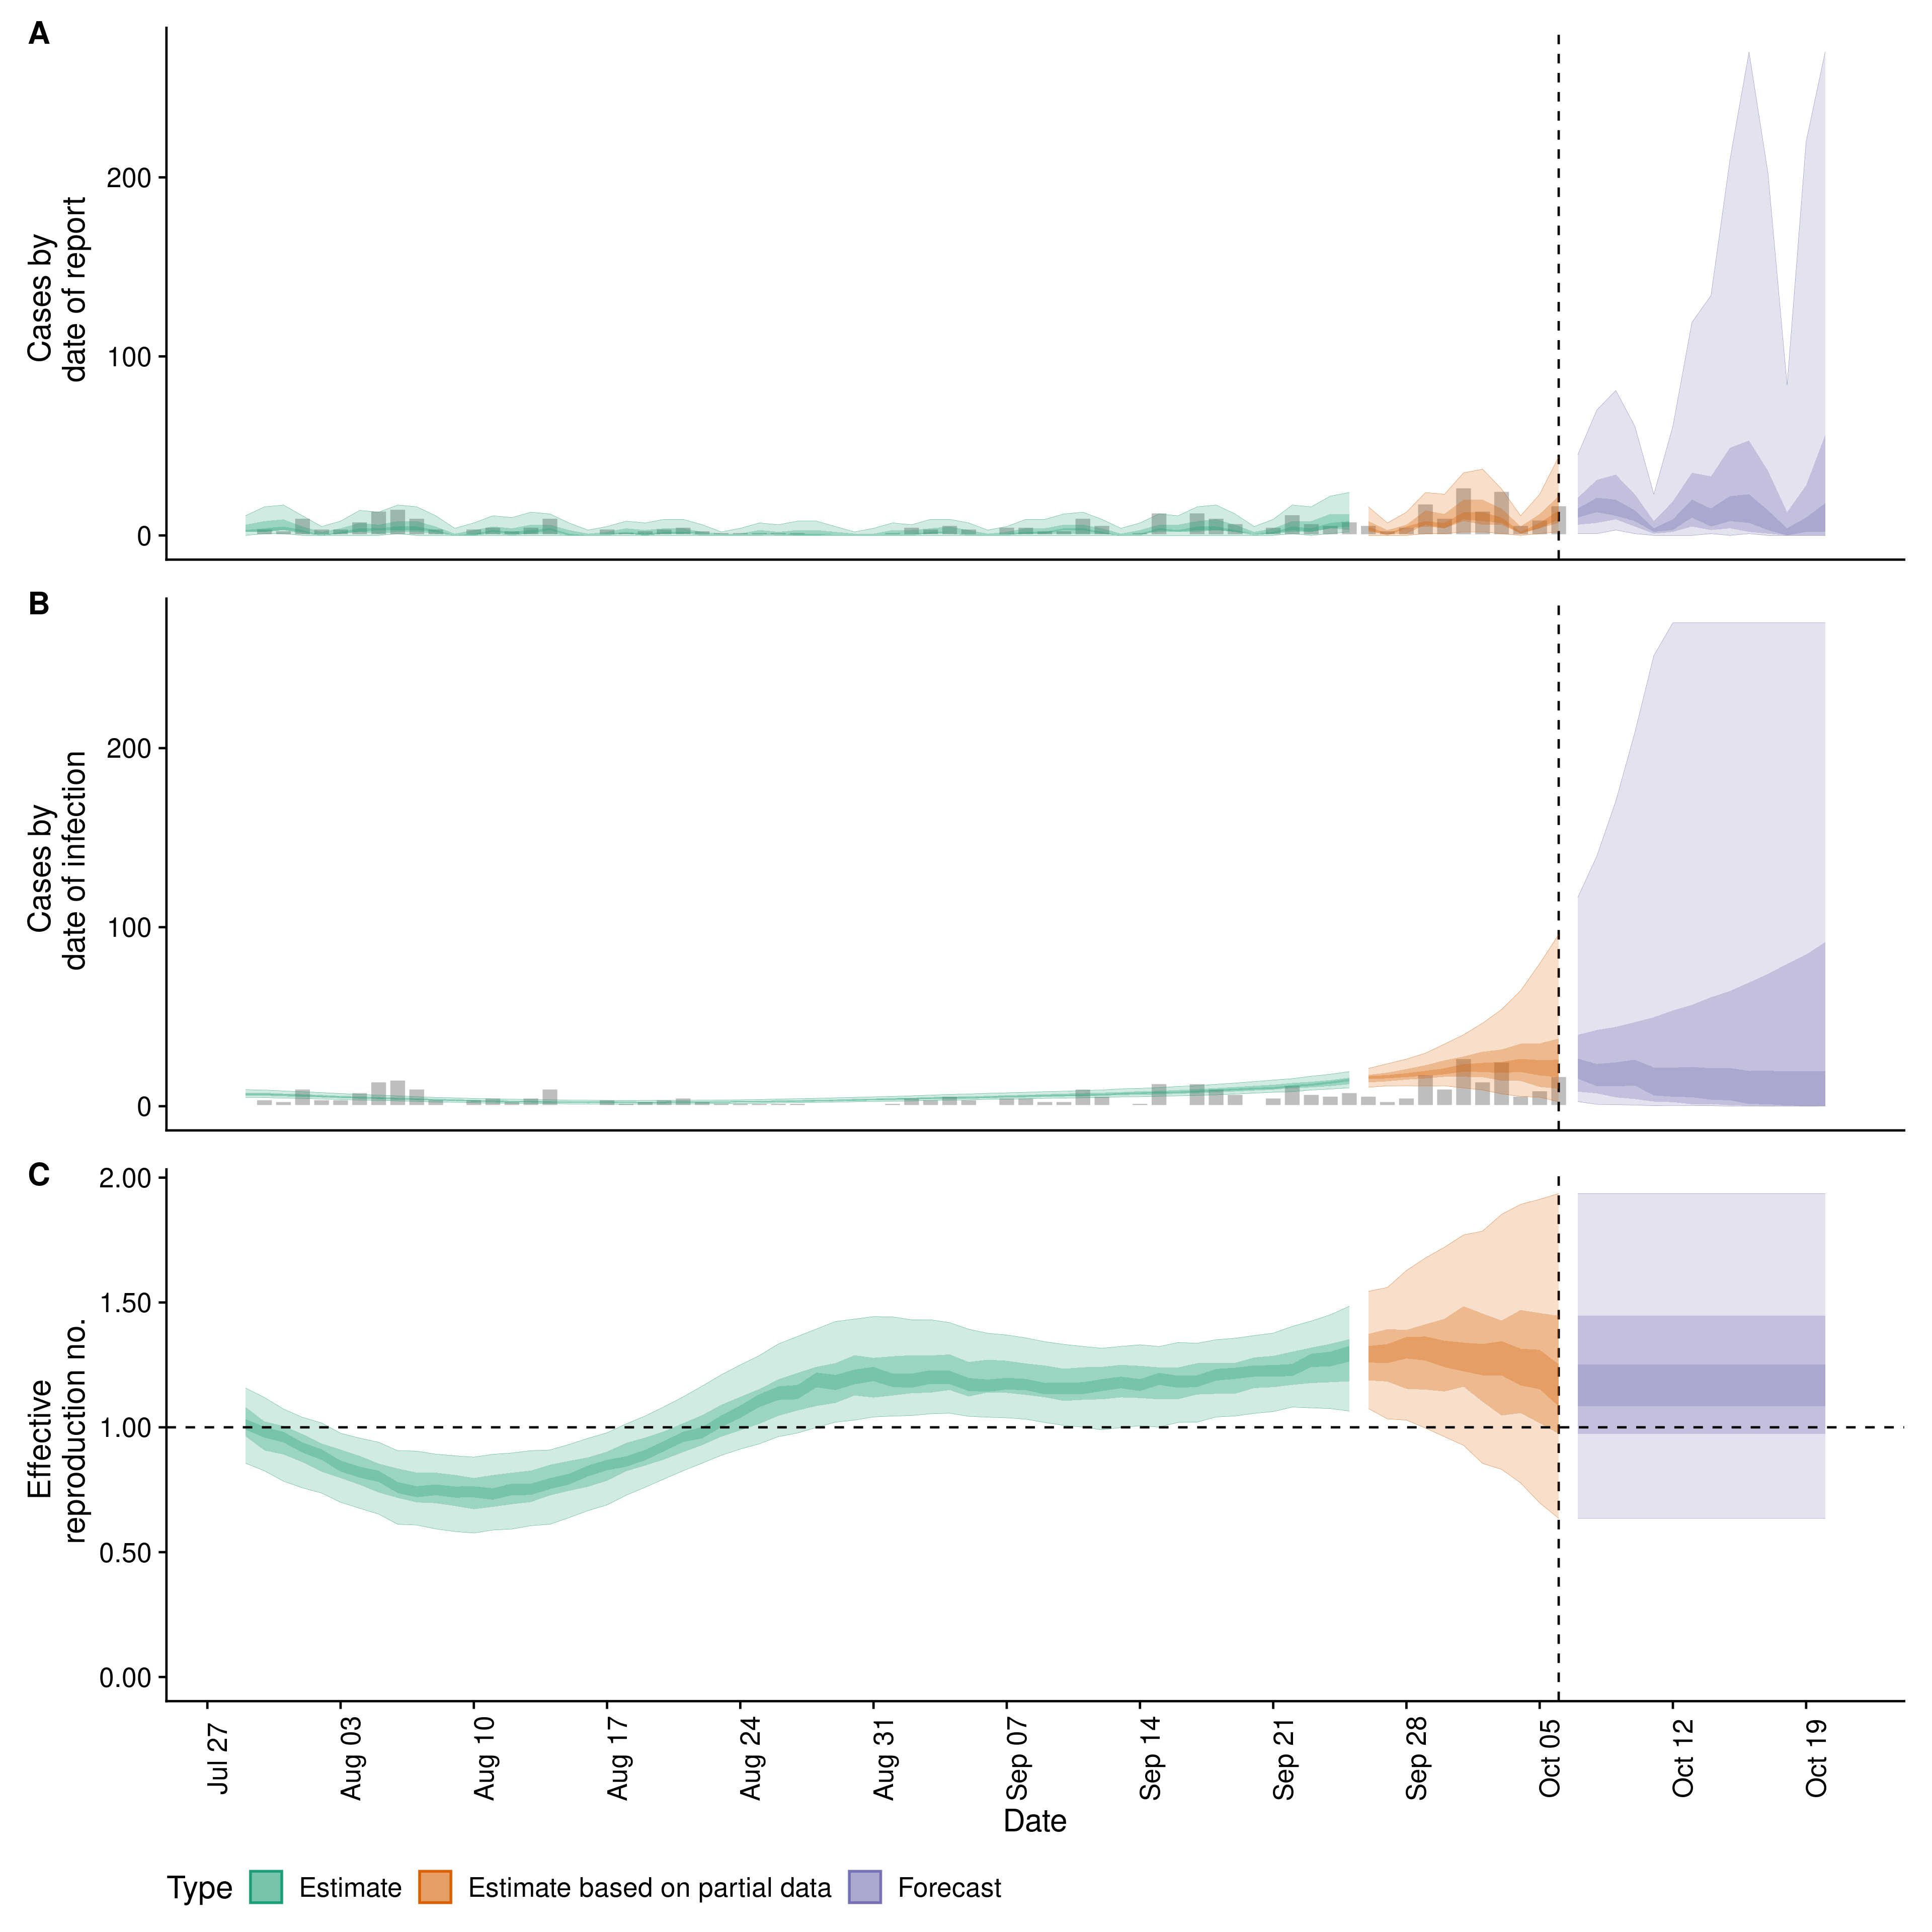 A
Cases by
date of report
200
100
0
B
Cases by
date of infection
200
100
0
C
Effective
reproduction no.
2.00
1.50
1.00
0.50
0.00
Jul 27
Aug 03
Aug 10
Aug 17
Aug 24
Aug 31
Sep 07
Sep 14
Sep 21
Sep 28
Oct 05
Oct 12
Oct 19
Date
Type Estimate Estimate based on partial data Forecast